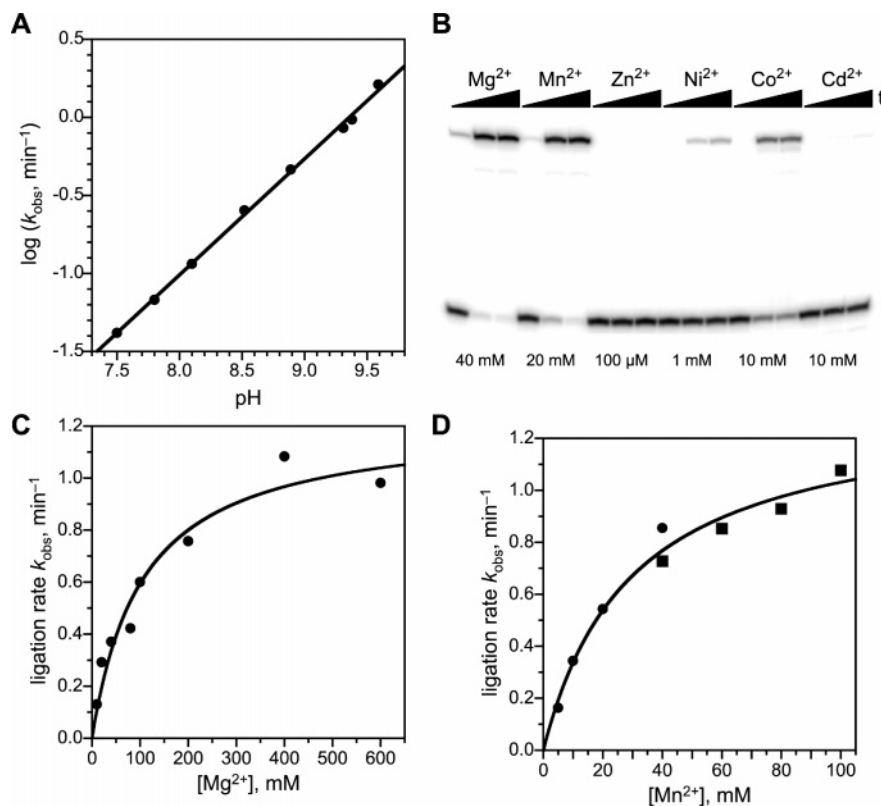 A
log (kobs, min−1)
0.5
0.0
-0.5
-1.0
-1.5
7.5 8.0 8.5 9.0 9.5
pH
B
Mg2+ Mn2+ Zn2+ Ni2+ Co2+ Cd2+
t
40 mM 20 mM 100 µM 1 mM 10 mM 10 mM
C
ligation rate kobs, min−1
1.2
1.0
0.8
0.6
0.4
0.2
0.0
0 100 200 300 400 500 600
[Mg2+], mM
D
ligation rate kobs, min−1
1.2
1.0
0.8
0.6
0.4
0.2
0.0
0 20 40 60 80 100
[Mn2+], mM